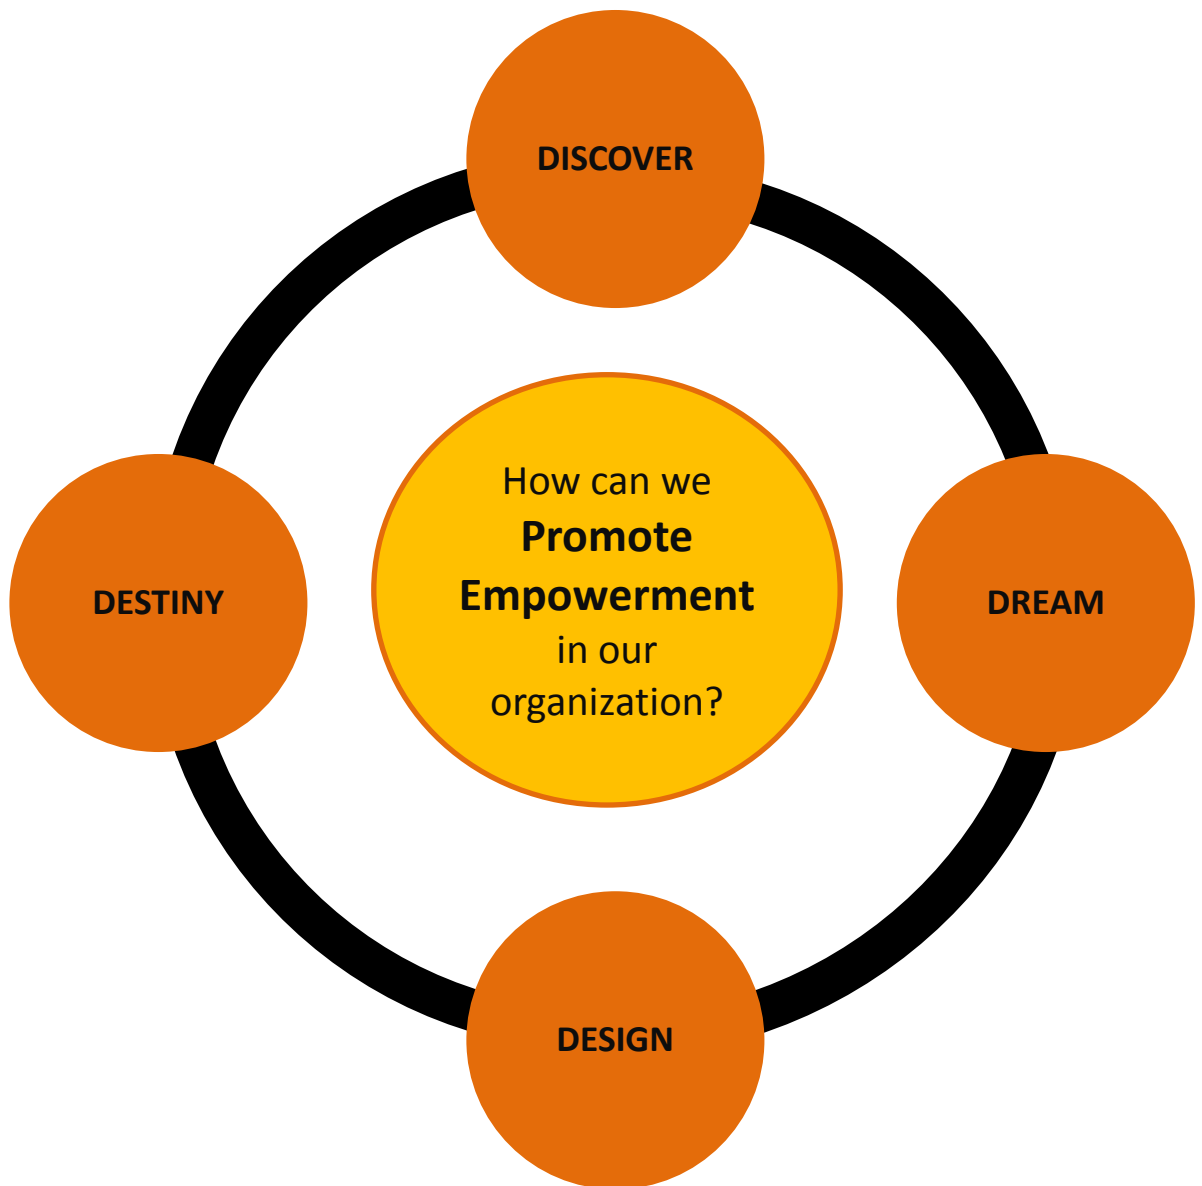 DISCOVER
How can we
Promote
Empowerment
in our
organization?
DESTINY
DREAM
DESIGN